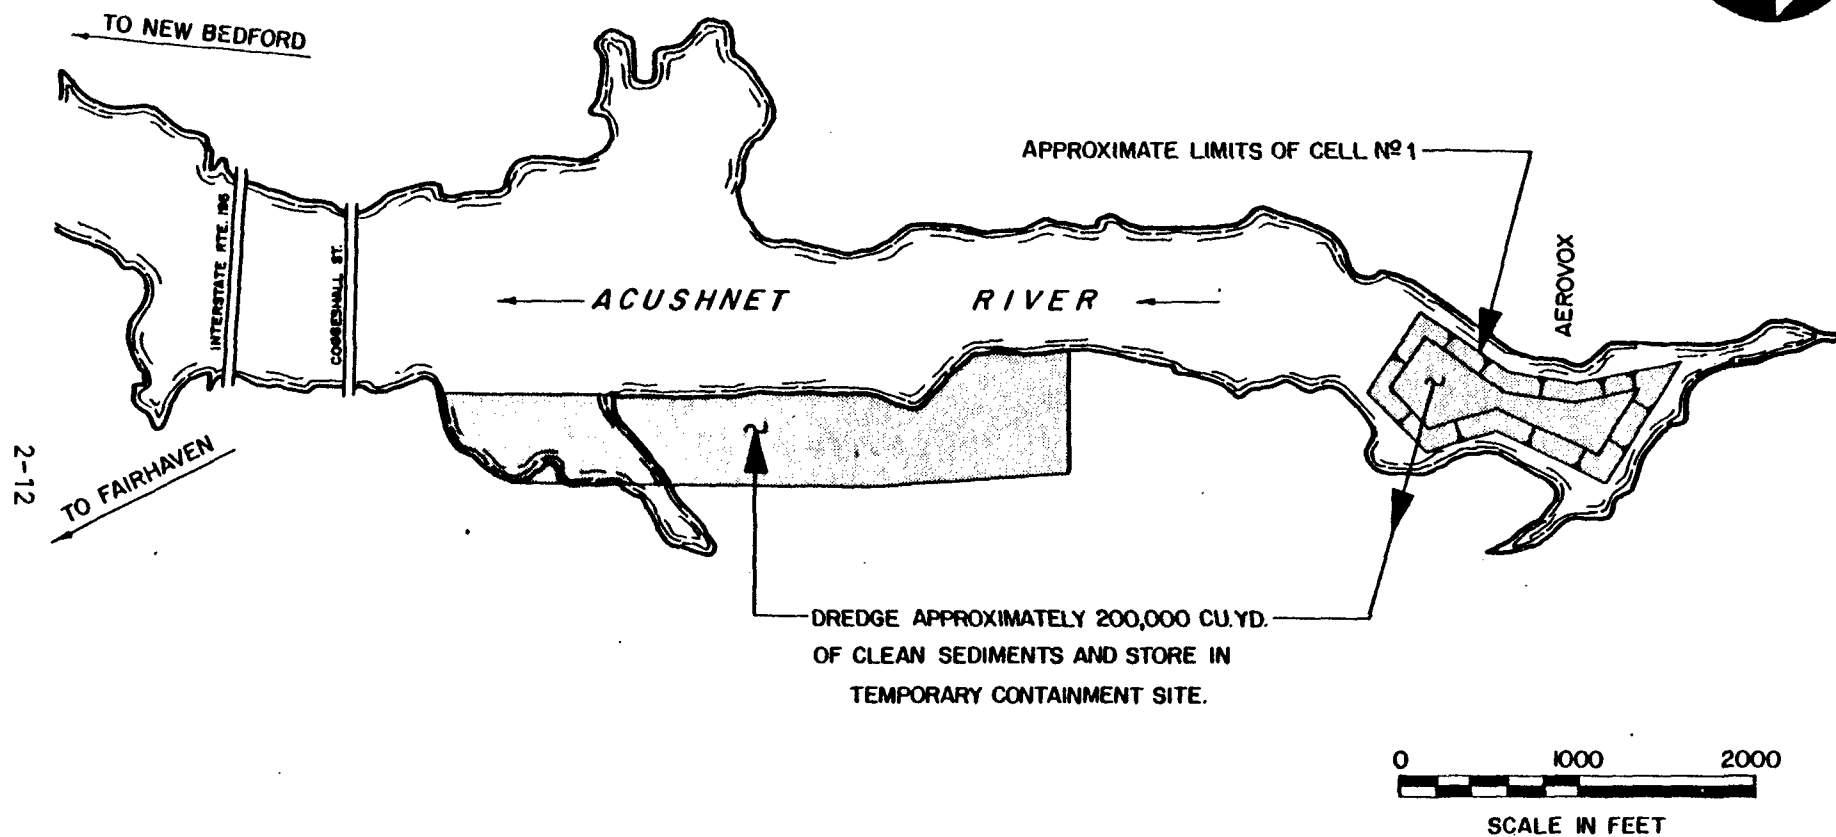 TO NEW BEDFORD
APPROXIMATE LIMITS OF CELL Nº 1
INTERSTATE RTE. 195
COGGESHALL ST.
ACUSHNET RIVER
AEROVOX
TO FAIRHAVEN
2-12
DREDGE APPROXIMATELY 200,000 CU.YD.
OF CLEAN SEDIMENTS AND STORE IN
TEMPORARY CONTAINMENT SITE.
0 1000 2000
SCALE IN FEET